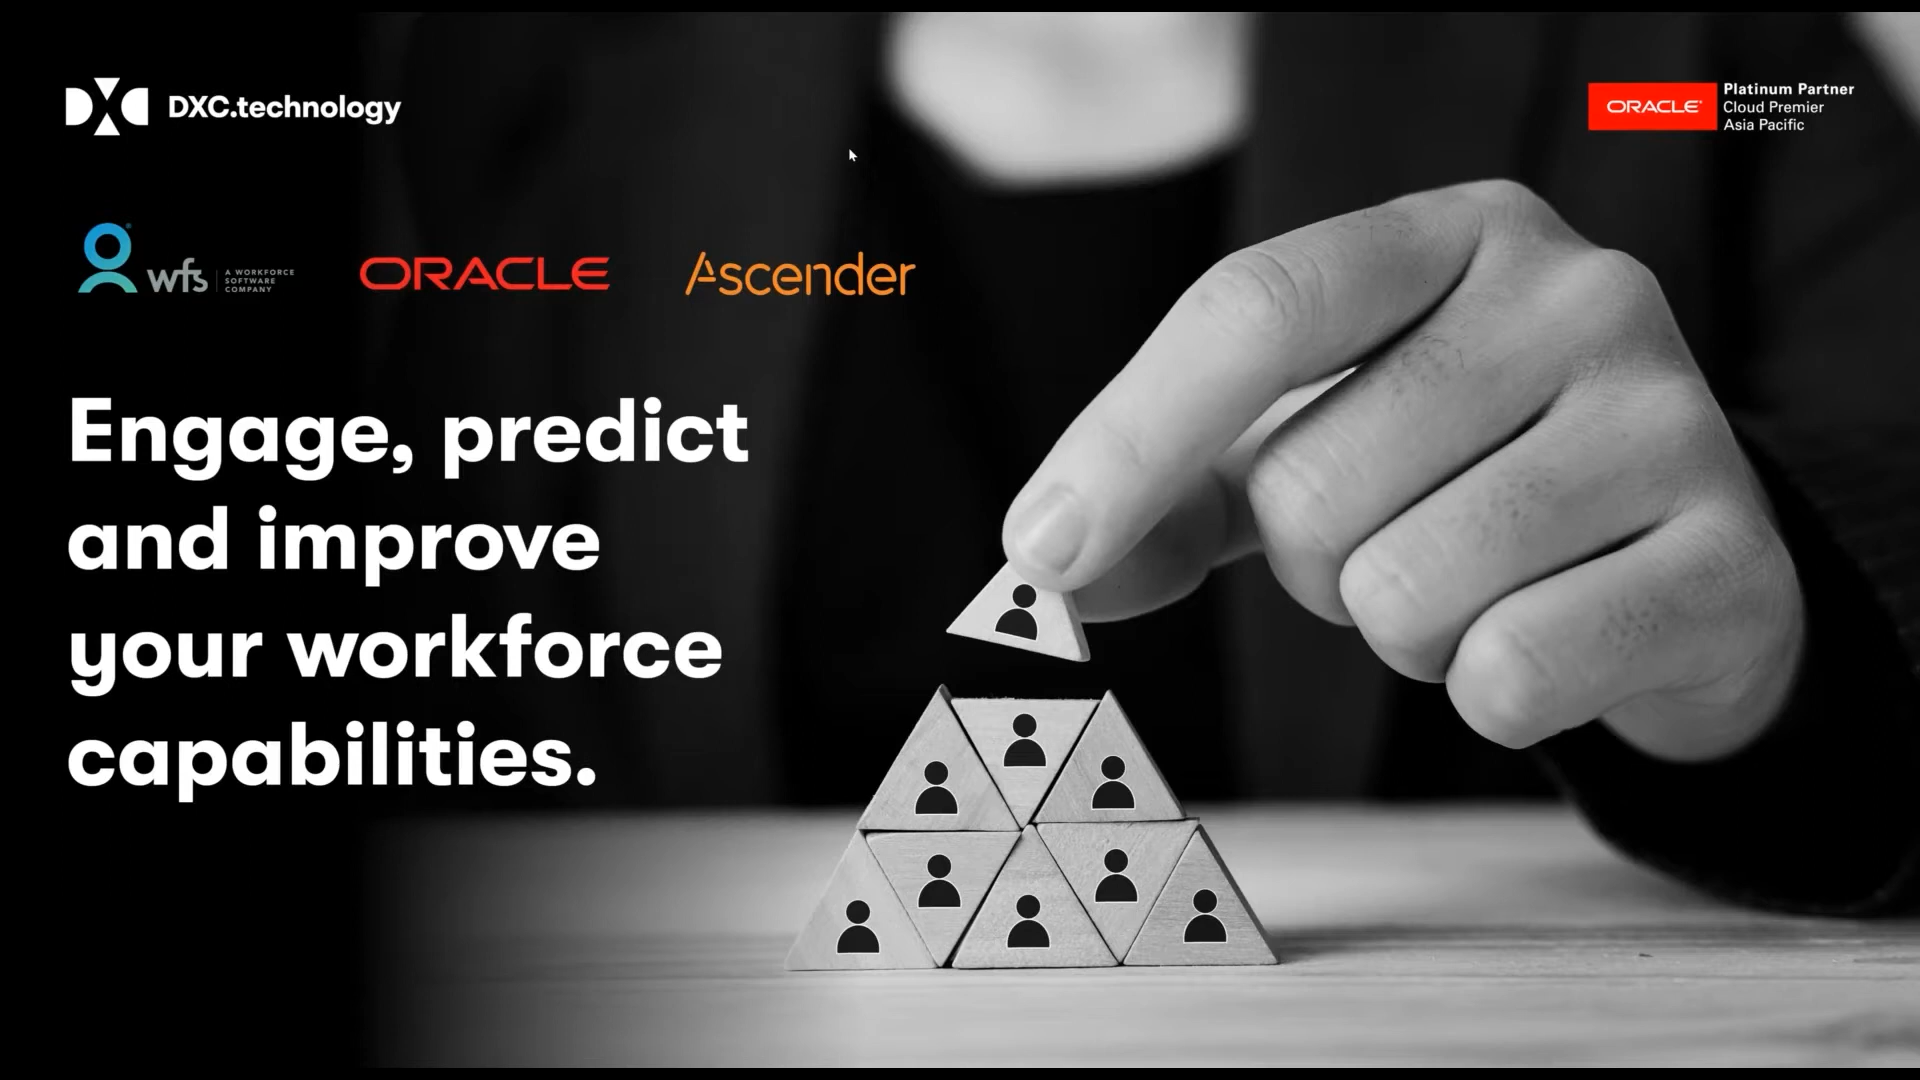 DXC.technology
ORACLE
Platinum Partner
Cloud Premier
Asia Pacific
wfs
A WORKFORCE
SOFTWARE
COMPANY
ORACLE
Ascender
Engage, predict
and improve
your workforce
capabilities.